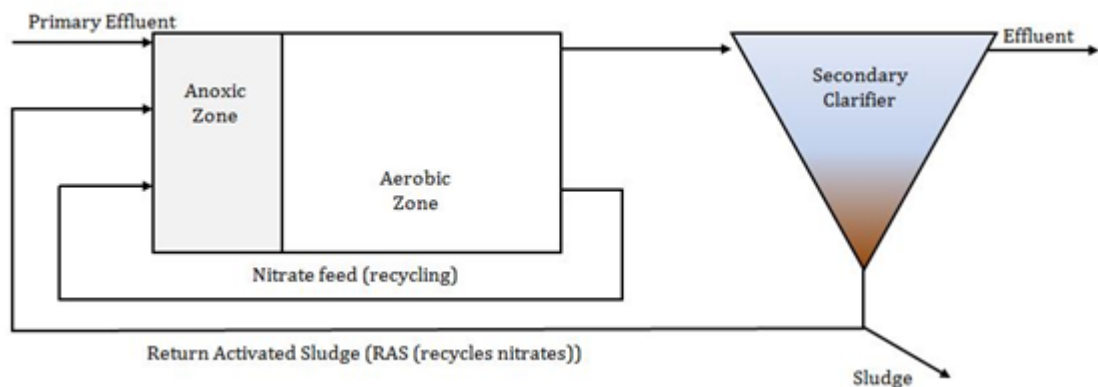 Primary Effluent
Effluent
Anoxic
Zone
Secondary
Clarifier
Aerobic
Zone
Nitrate feed (recycling)
Return Activated Sludge (RAS (recycles nitrates))
Sludge